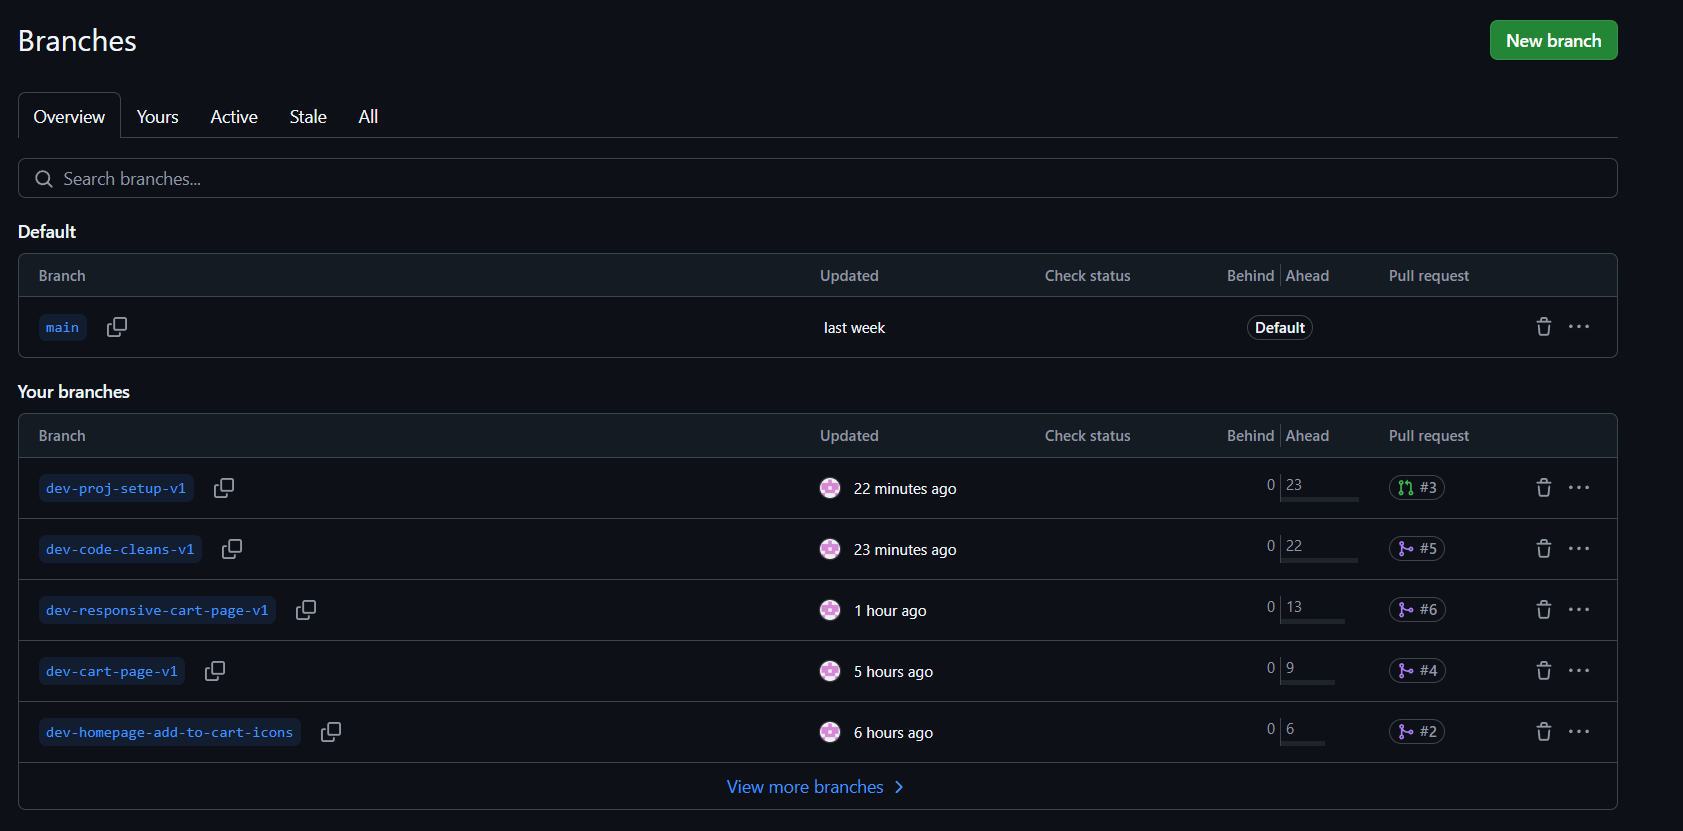 Branches
New branch
Overview Yours Active Stale All
Search branches...
Default
Branch Updated Check status Behind Ahead Pull request
main last week Default
Your branches
Branch Updated Check status Behind Ahead Pull request
dev-proj-setup-v1 22 minutes ago 0 23 #3
dev-code-cleans-v1 23 minutes ago 0 22 #5
dev-responsive-cart-page-v1 1 hour ago 0 13 #6
dev-cart-page-v1 5 hours ago 0 9 #4
dev-homepage-add-to-cart-icons 6 hours ago 0 6 #2
View more branches